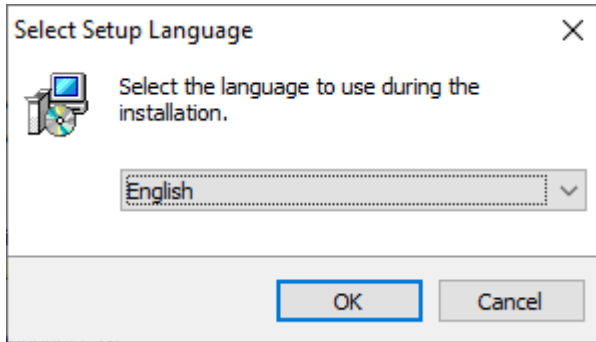 Select Setup Language
Select the language to use during the
installation.
English
OK
Cancel